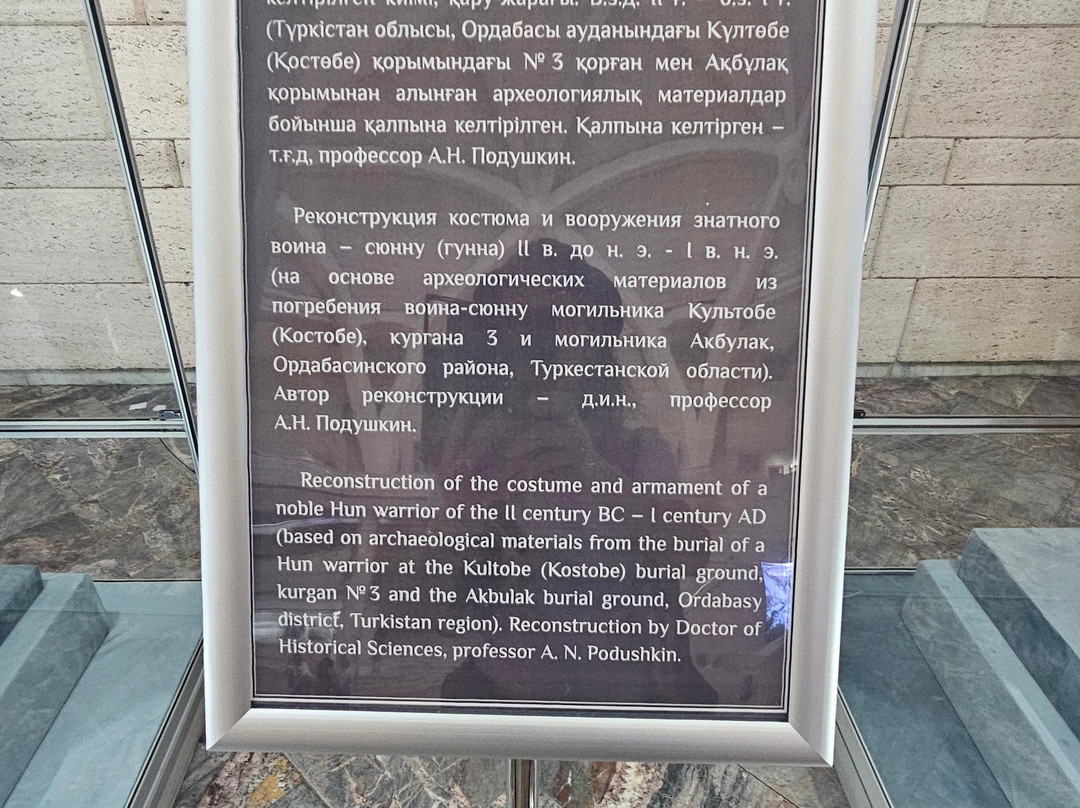 (Түркістан облысы, Ордабасы ауданындағы Күлтөбе
(Қостөбе) қорымындағы №3 қорған мен Ақбұлақ
қорымынан алынған археологиялық материалдар
бойынша қалпына келтірілген. Қалпына келтірген –
т.ғ.д, профессор А.Н. Подушкин.
Реконструкция костюма и вооружения знатного
воина – сюнну (гунна) II в. до н. э. - I в. н. э.
(на основе археологических материалов из
погребения воина-сюнну могильника Культобе
(Костобе), кургана 3 и могильника Акбулак,
Ордабасинского района, Туркестанской области).
Автор реконструкции – д.и.н., профессор
А.Н. Подушкин.
Reconstruction of the costume and armament of a
noble Hun warrior of the II century BC – I century AD
(based on archaeological materials from the burial of a
Hun warrior at the Kultobe (Kostobe) burial ground,
kurgan №3 and the Akbulak burial ground, Ordabasy
district, Turkistan region). Reconstruction by Doctor of
Historical Sciences, professor A. N. Podushkin.